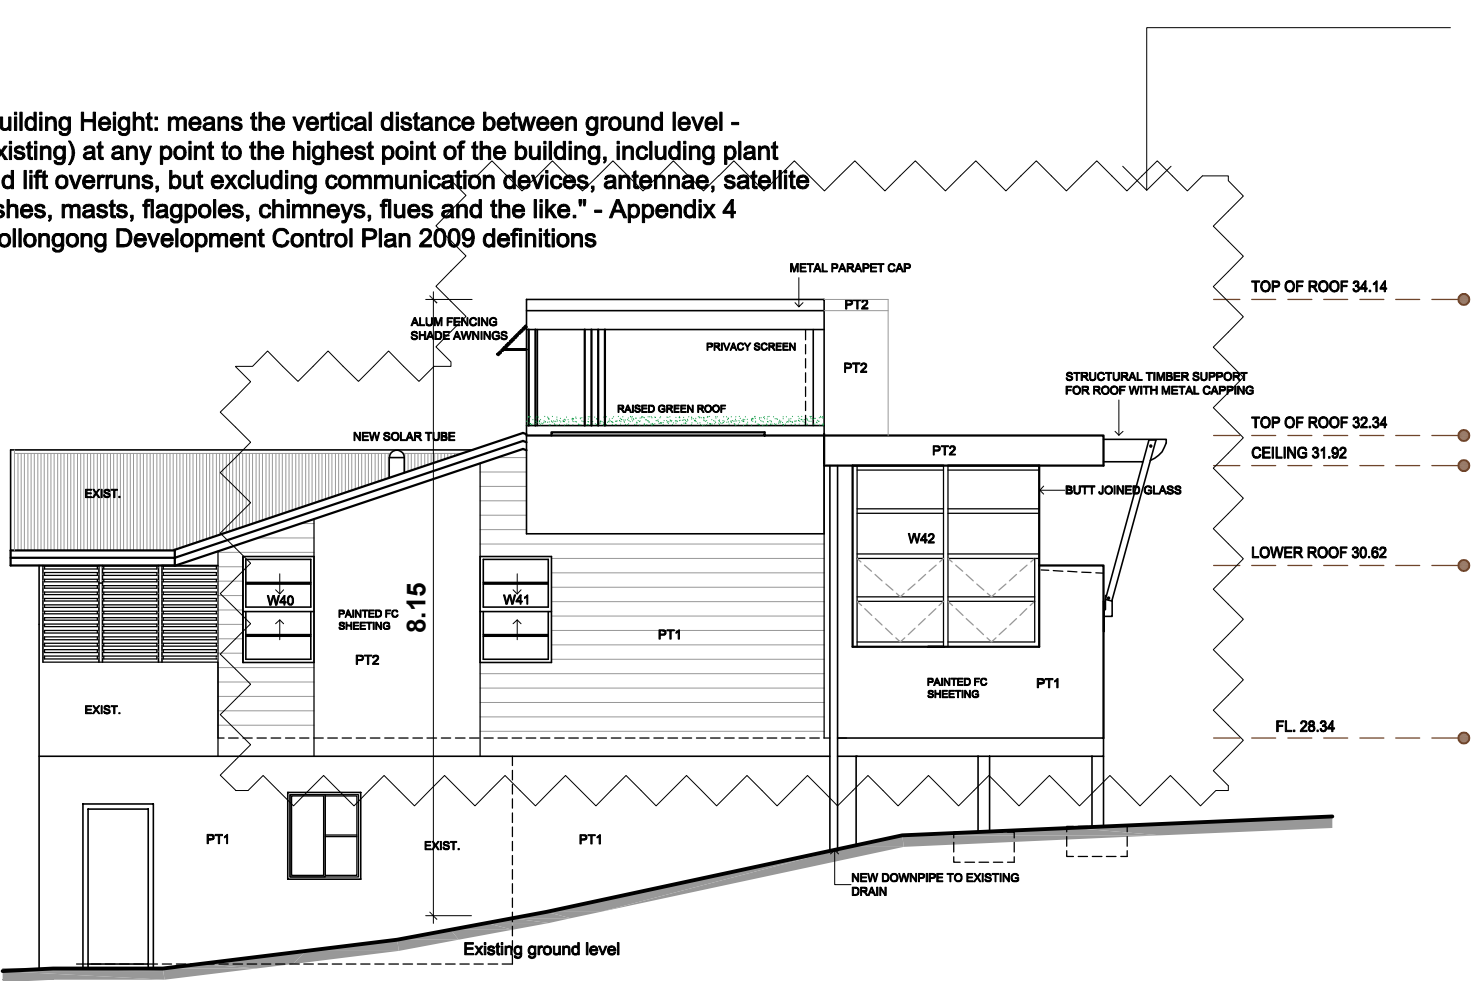 uilding Height: means the vertical distance between ground level -
xisting) at any point to the highest point of the building, including plant
d lift overruns, but excluding communication devices, antennae, satellite
shes, masts, flagpoles, chimneys, flues and the like." - Appendix 4
ollongong Development Control Plan 2009 definitions
METAL PARAPET CAP
TOP OF ROOF 34.14
PT2
ALUM FENCING
SHADE AWNINGS
PRIVACY SCREEN
PT2
STRUCTURAL TIMBER SUPPORT
FOR ROOF WITH METAL CAPPING
RAISED GREEN ROOF
TOP OF ROOF 32.34
NEW SOLAR TUBE
PT2
CEILING 31.92
EXIST.
BUTT JOINED GLASS
W42
LOWER ROOF 30.62
W40
W41
8.15
PAINTED FC
SHEETING
PT1
PT2
PAINTED FC
SHEETING
PT1
EXIST.
FL. 28.34
PT1
EXIST.
PT1
NEW DOWNPIPE TO EXISTING
DRAIN
Existing ground level